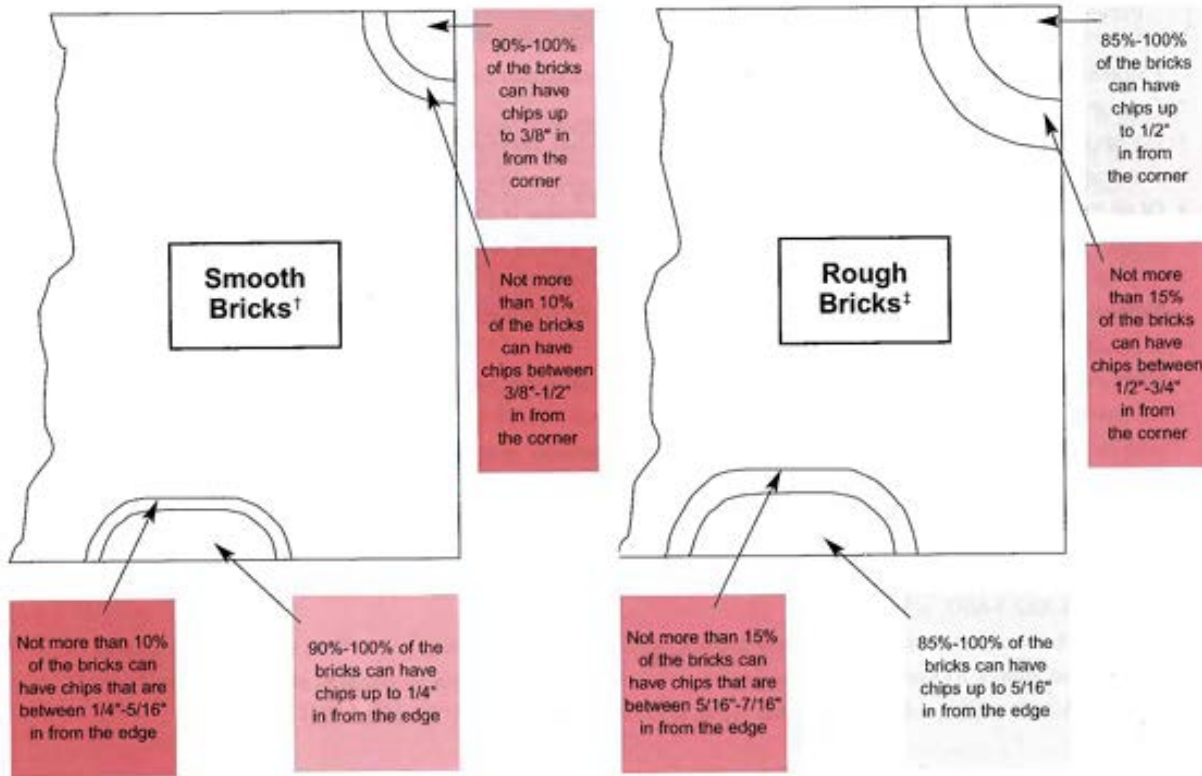 90%-100%
of the bricks
can have
chips up
to 3/8" in
from the
corner
Not more
than 10%
of the bricks
can have
chips between
3/8"-1/2"
in from
the corner
Smooth
Bricks†
Not more than 10%
of the bricks can
have chips that are
between 1/4"-5/16"
in from the edge
90%-100% of the
bricks can have
chips up to 1/4"
in from the edge
85%-100%
of the bricks
can have
chips up
to 1/2"
in from
the corner
Not more
than 15%
of the bricks
can have
chips between
1/2"-3/4"
in from
the corner
Rough
Bricks‡
Not more than 15%
of the bricks can
have chips that are
between 5/16"-7/16"
in from the edge
85%-100% of the
bricks can have
chips up to 5/16"
in from the edge